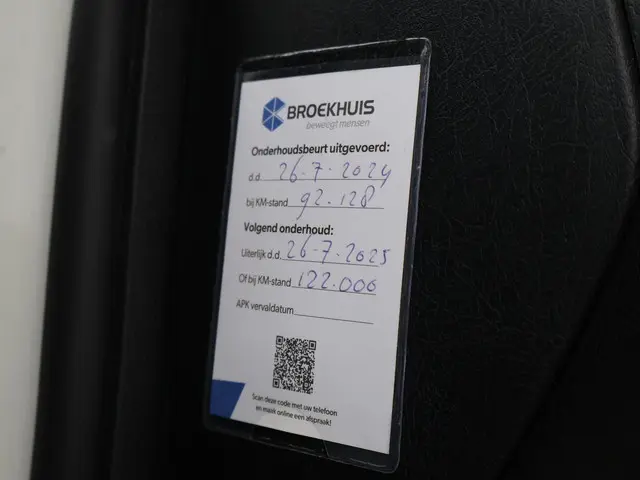 BROEKHUIS
beweegt mensen
Onderhoudsbeurt uitgevoerd:
d.d 26-7-2024
bij KM-stand 92.128
Volgend onderhoud:
Uiterlijk d.d. 26-7-2025
Of bij KM-stand 122.000
APK vervaldatum
Scan deze code met uw telefoon
en maak online een afspraak!